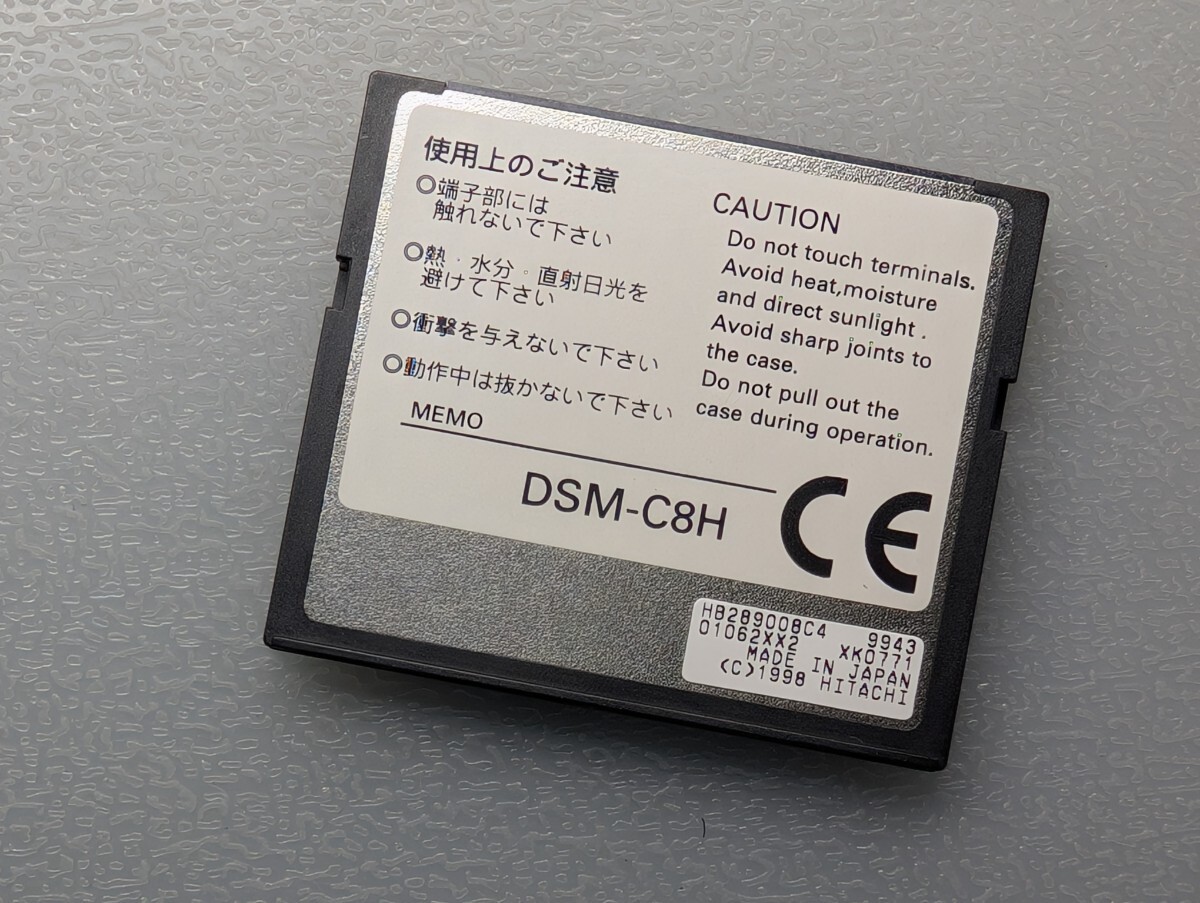 使用上のご注意
○端子部には
触れないで下さい
○熱・水分・直射日光を
避けて下さい
○衝撃を与えないで下さい
○動作中は抜かないで下さい
CAUTION
Do not touch terminals.
Avoid heat,moisture
and direct sunlight.
Avoid sharp joints to
the case.
Do not pull out the
case during operation.
MEMO
DSM-C8H
CE
HB289008C4 9943
01062XX2 XK0771
MADE IN JAPAN
(C)1998 HITACHI